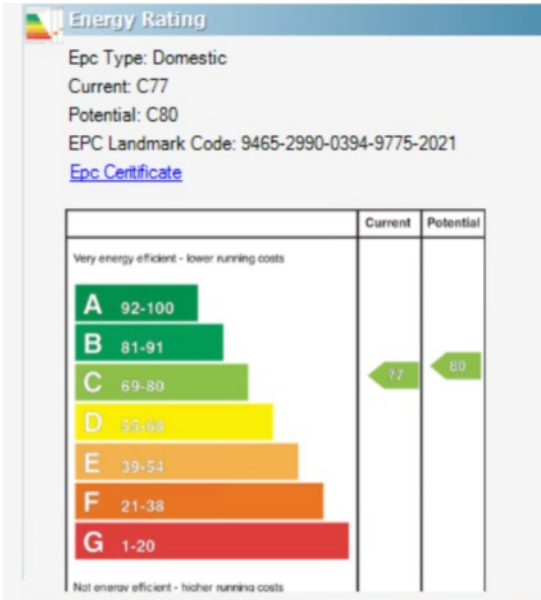 Energy Rating
Epc Type: Domestic
Current: C77
Potential: C80
EPC Landmark Code: 9465-2990-0394-9775-2021
Epc Ceritificate
Current Potential
Very energy efficient - lower running costs
A 92-100
B 81-91
C 69-80
77 80
D 55-68
E 39-54
F 21-38
G 1-20
Not energy efficient - higher running costs